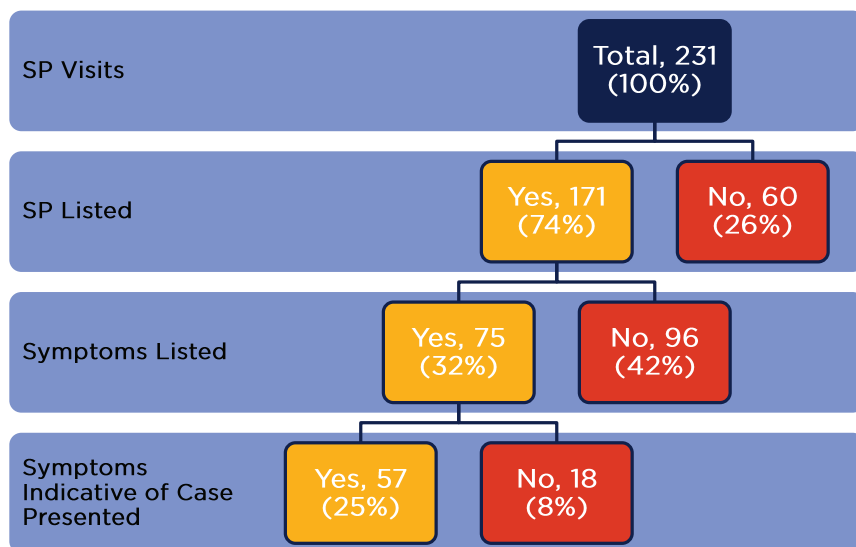 SP Visits
Total, 231
(100%)
SP Listed
Yes, 171
(74%)
No, 60
(26%)
Symptoms Listed
Yes, 75
(32%)
No, 96
(42%)
Symptoms
Indicative of Case
Presented
Yes, 57
(25%)
No, 18
(8%)